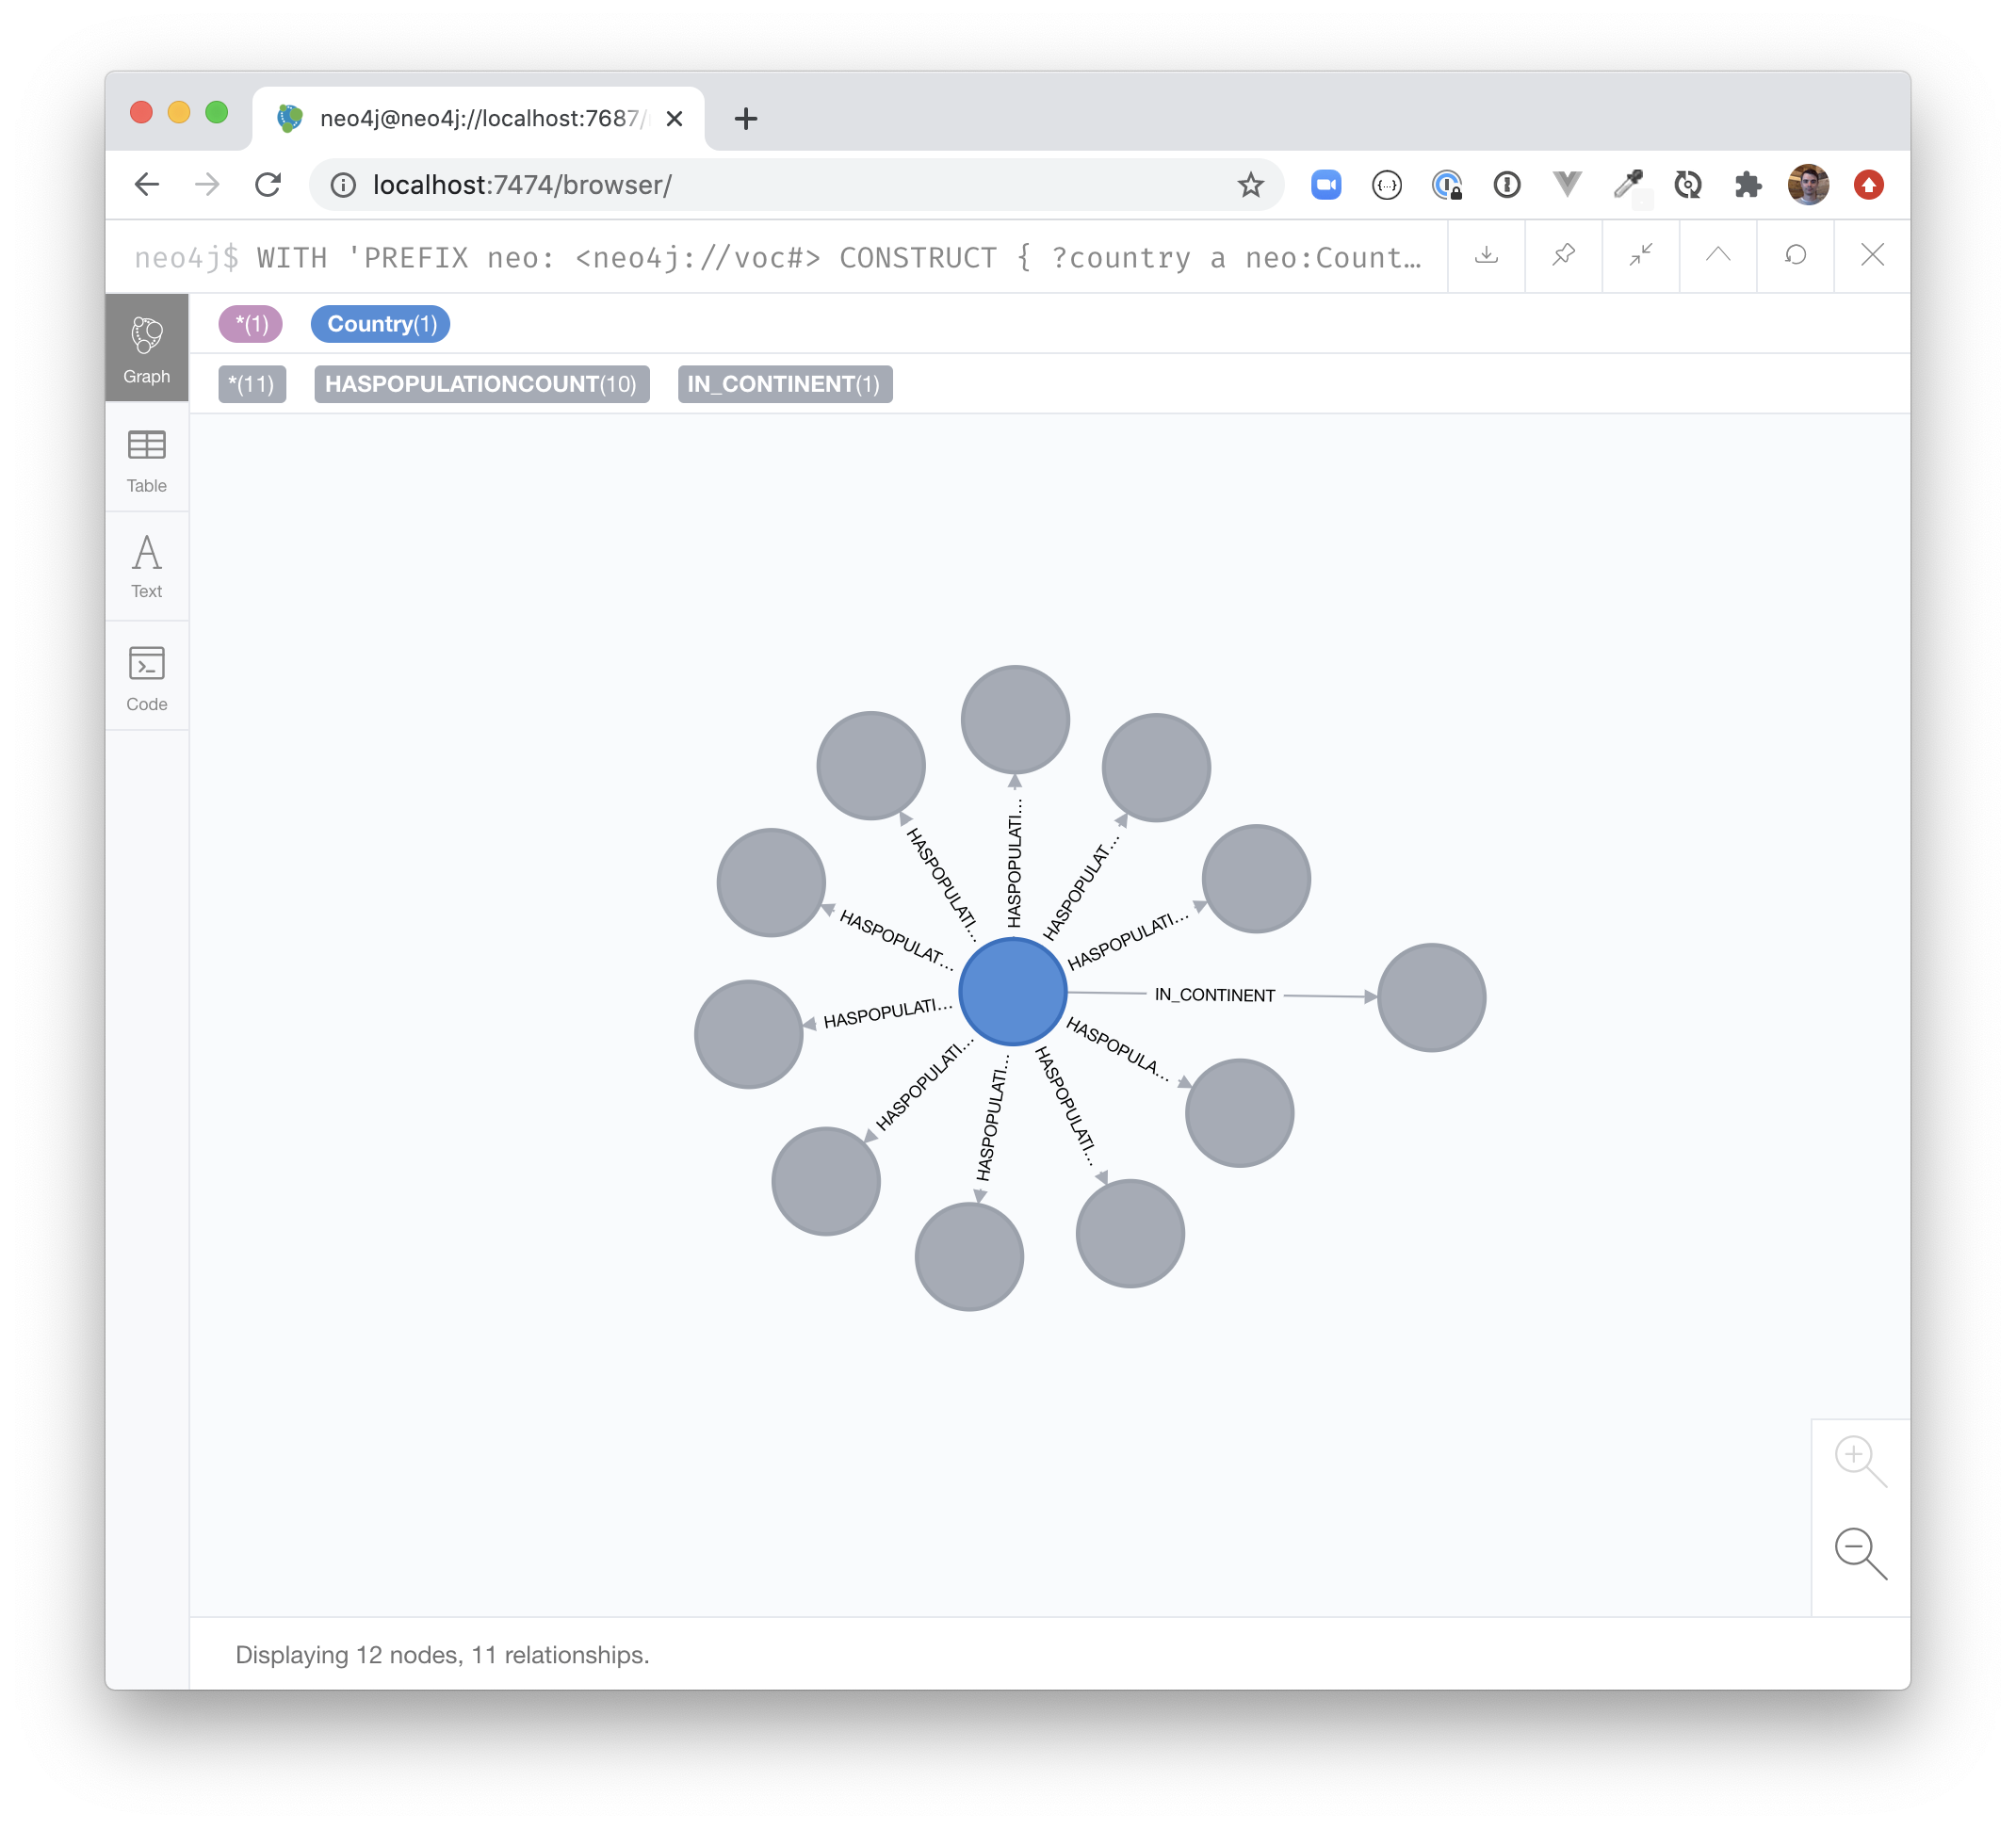 neo4j@neo4j://localhost:7687/
localhost:7474/browser/
neo4j$ WITH 'PREFIX neo: <neo4j://voc#> CONSTRUCT { ?country a neo:Count…
*(1) Country(1)
*(11) HASPOPULATIONCOUNT(10) IN_CONTINENT(1)
Graph
Table
Text
Code
HASPOPULATI…
HASPOPULATI…
HASPOPULAT…
HASPOPULAT…
HASPOPULATI…
IN_CONTINENT
HASPOPULATI…
HASPOPULA…
HASPOPULATI…
HASPOPULATI…
HASPOPULATI…
Displaying 12 nodes, 11 relationships.